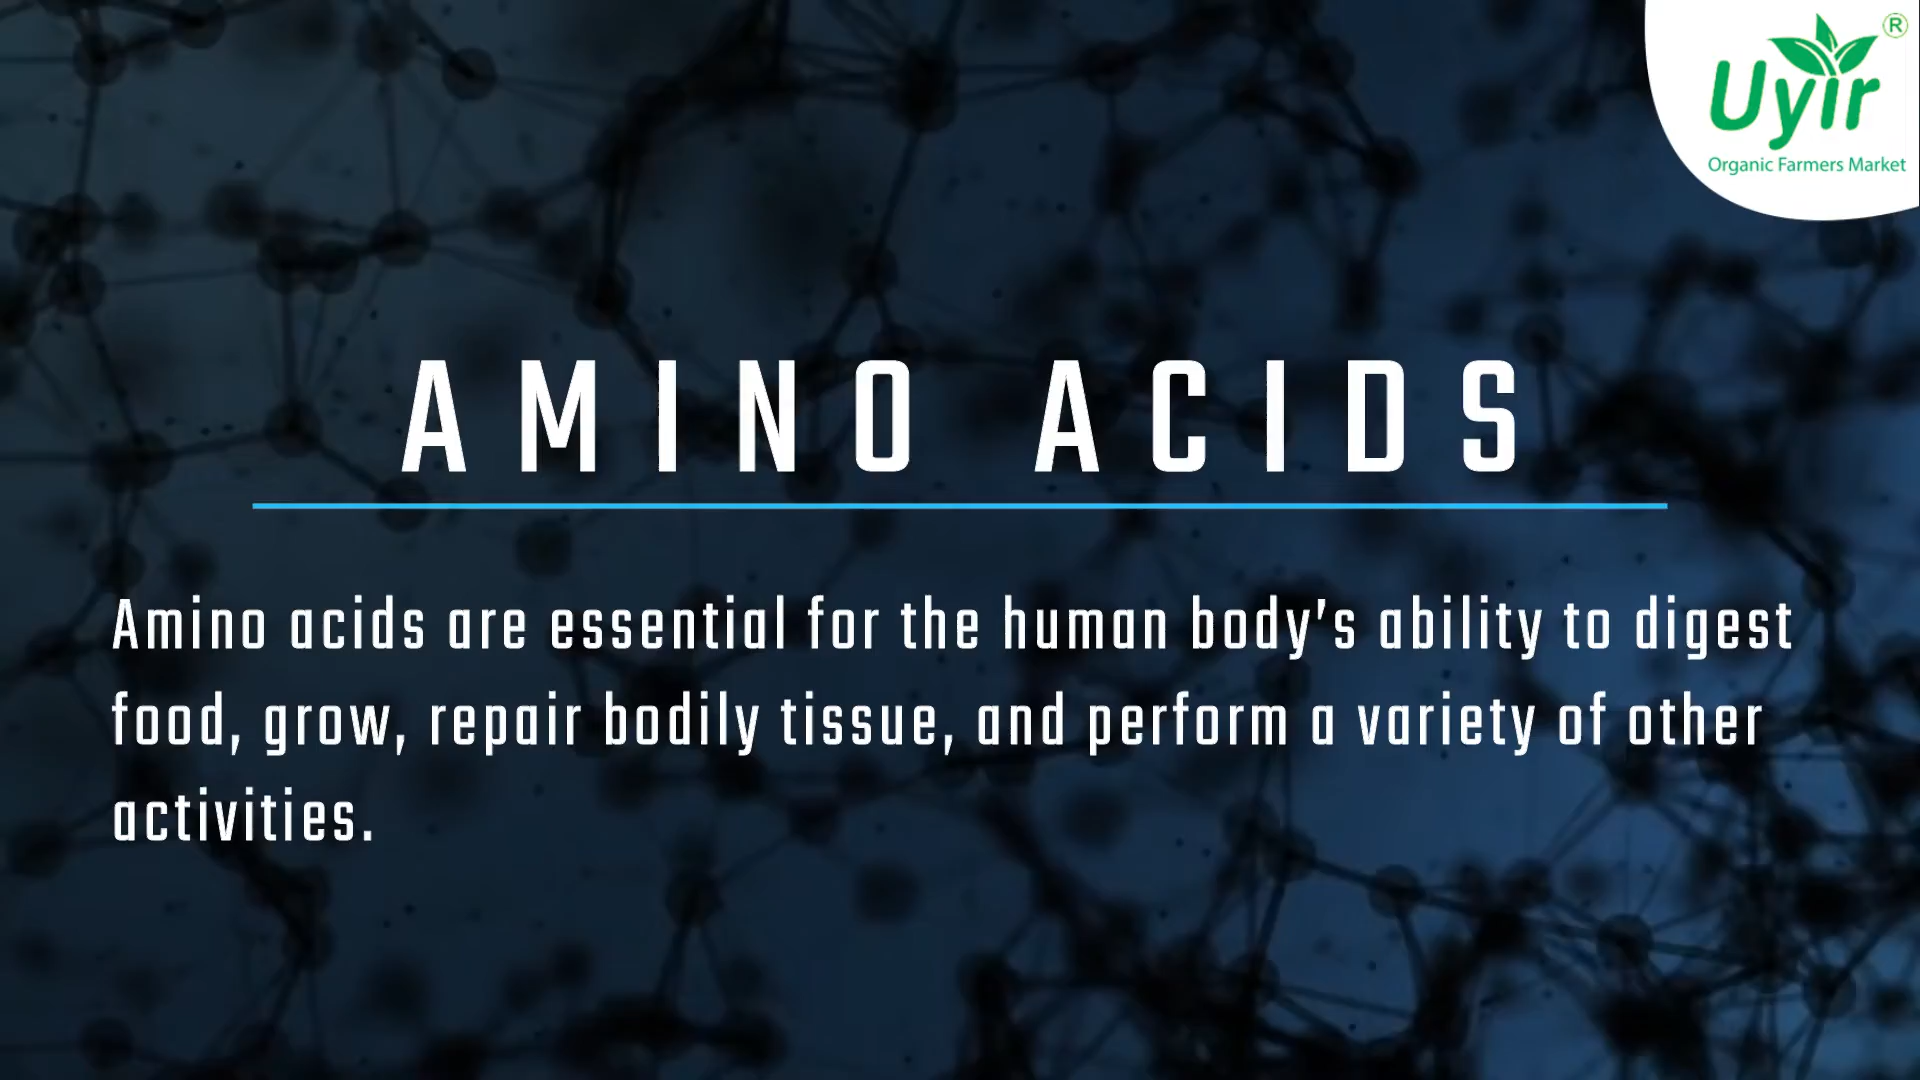 Uyir ®
Organic Farmers Market
AMINO ACIDS
Amino acids are essential for the human body's ability to digest
food, grow, repair bodily tissue, and perform a variety of other
activities.